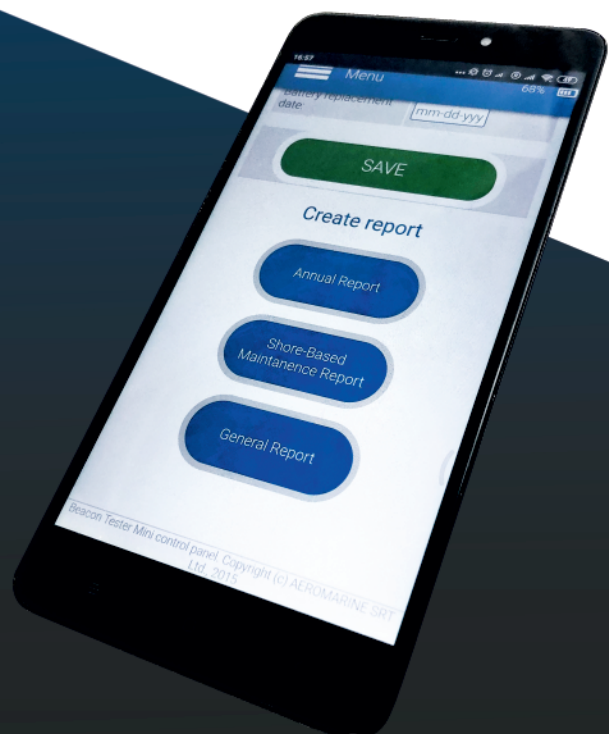 16:57
Menu
68%
Battery replacement
date:
mm-dd-yyy
SAVE
Create report
Annual Report
Shore-Based
Maintanence Report
General Report
Beacon Tester Mini control panel. Copyright (c) AEROMARINE SRT
Ltd., 2015